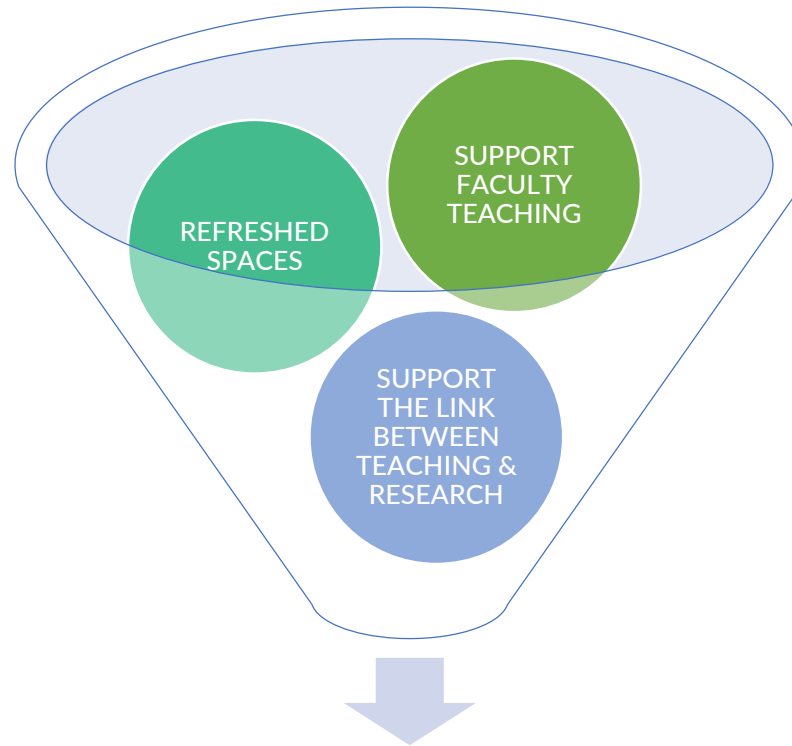 SUPPORT
FACULTY
TEACHING
REFRESHED
SPACES
SUPPORT
THE LINK
BETWEEN
TEACHING &
RESEARCH